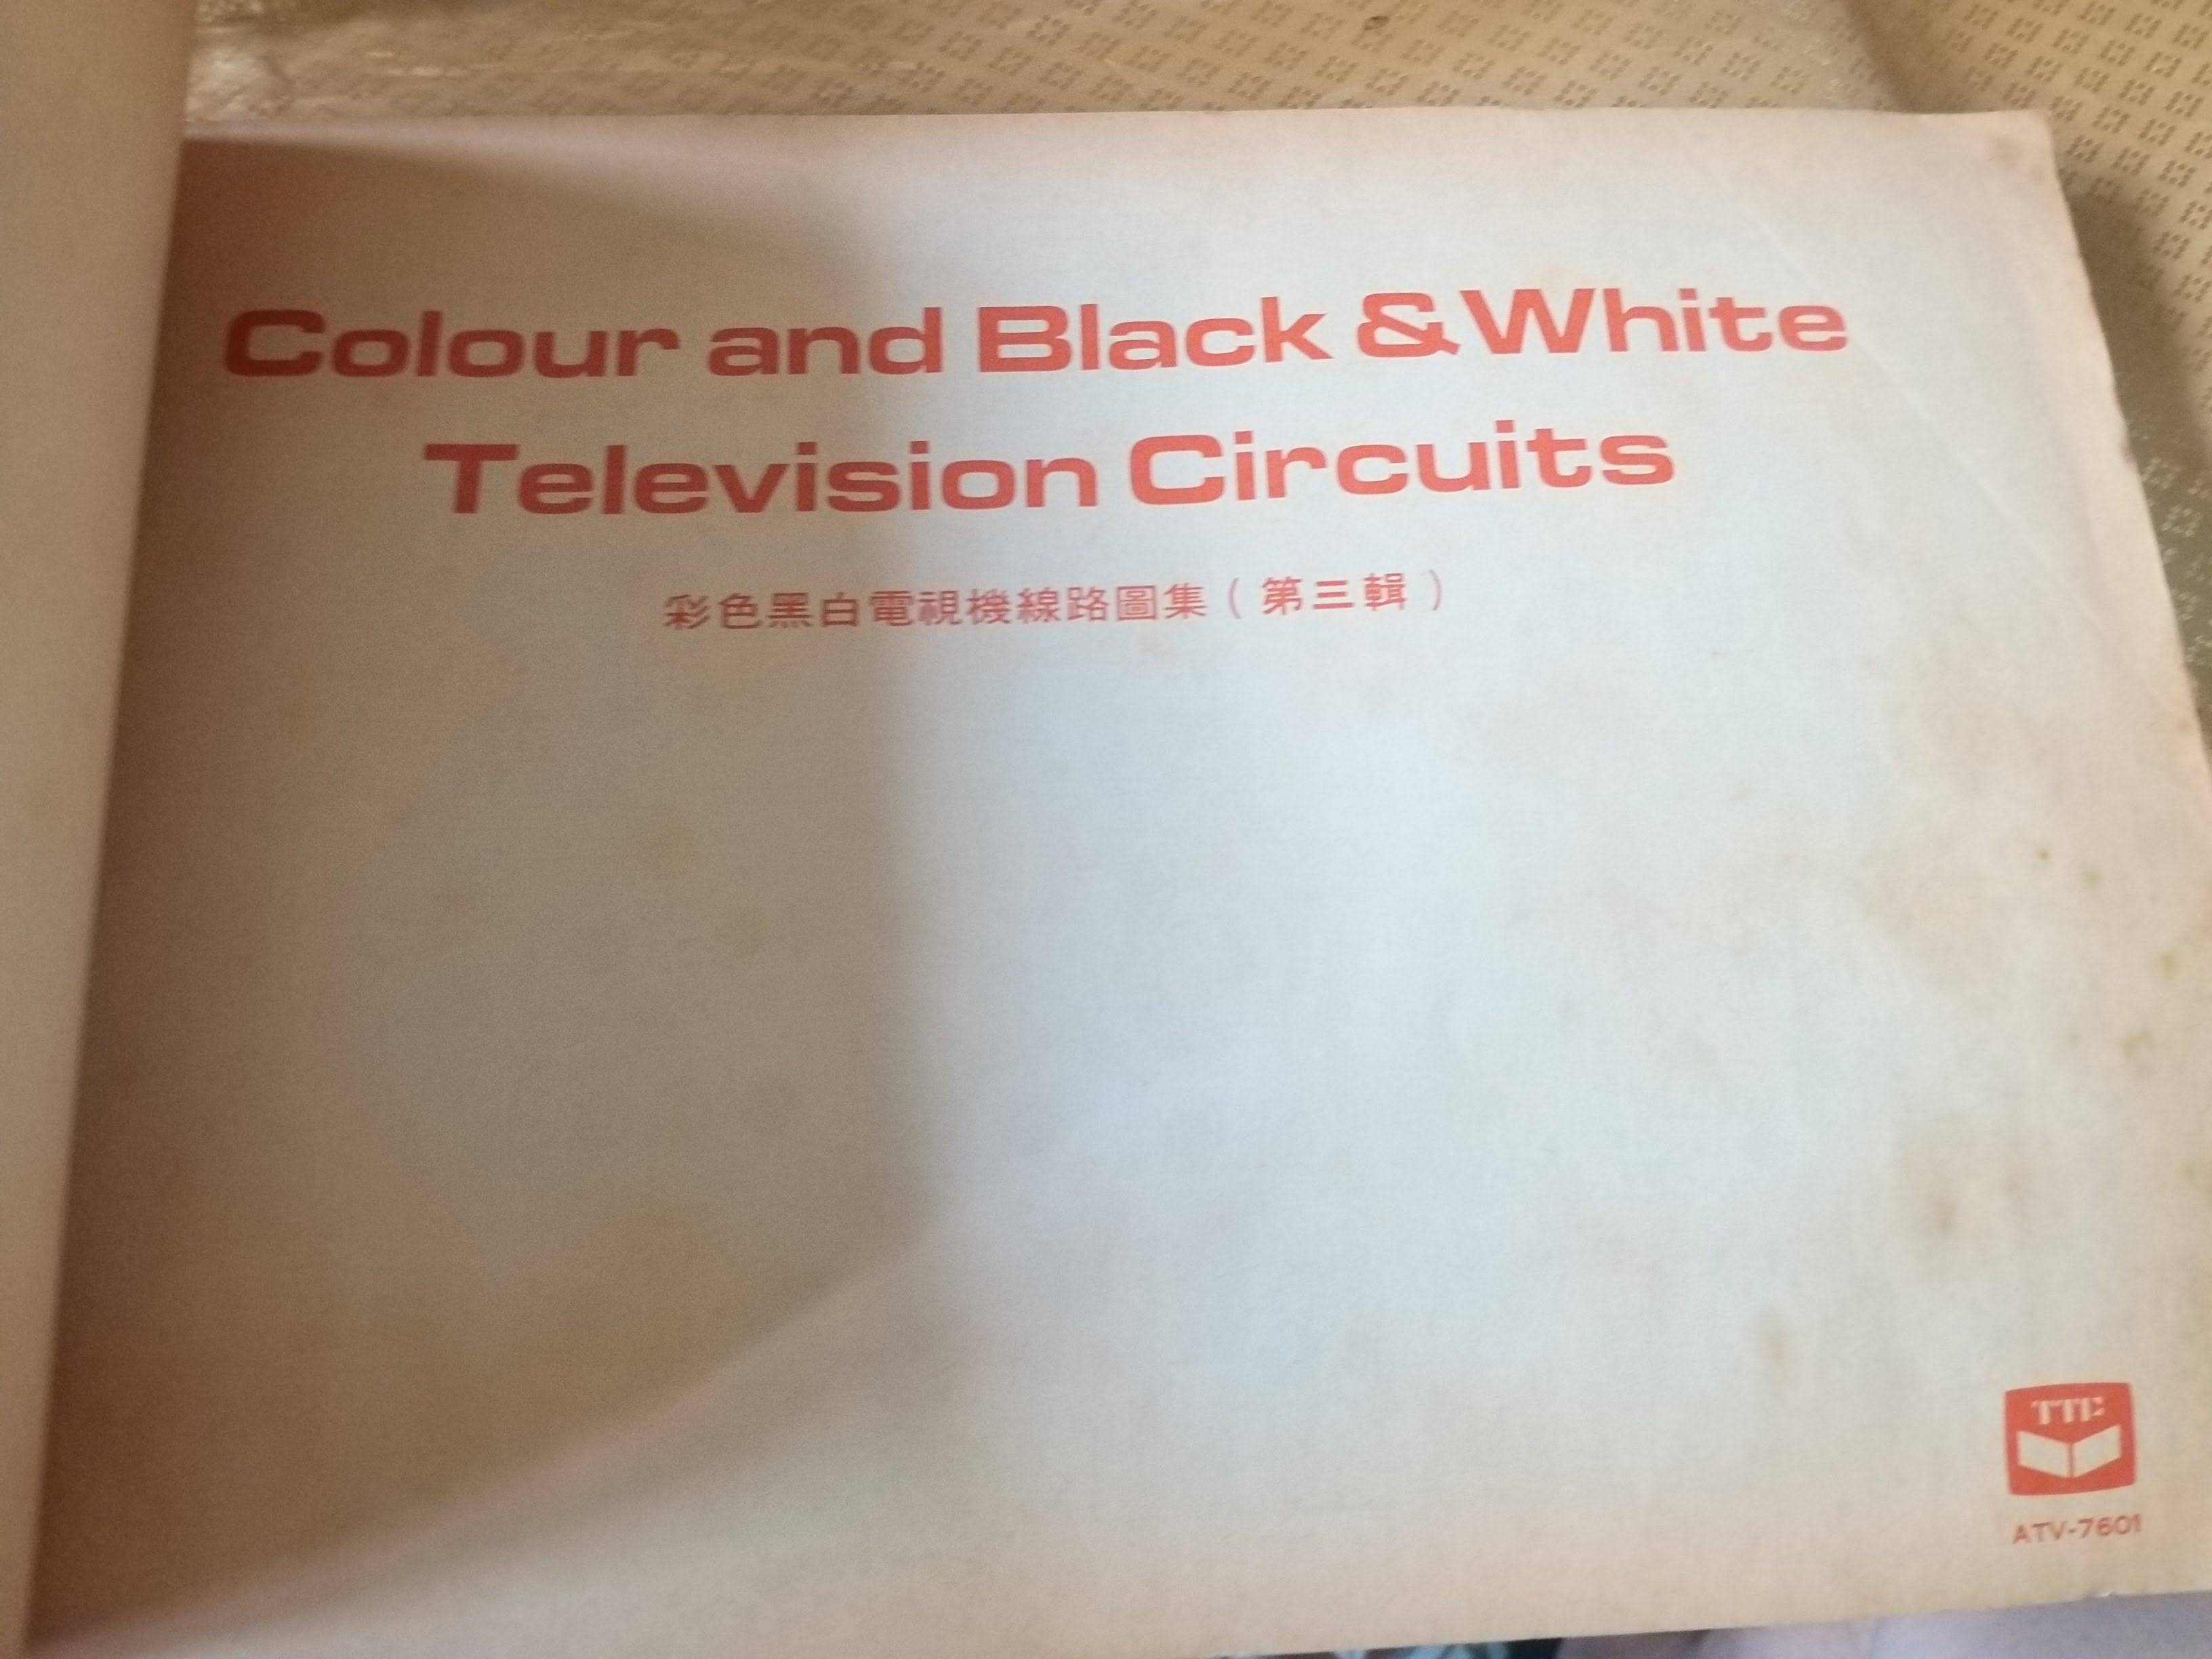 Colour and Black & White
Television Circuits
彩色黑白電視機線路圖集(第三輯)
TTE
ATV-7601